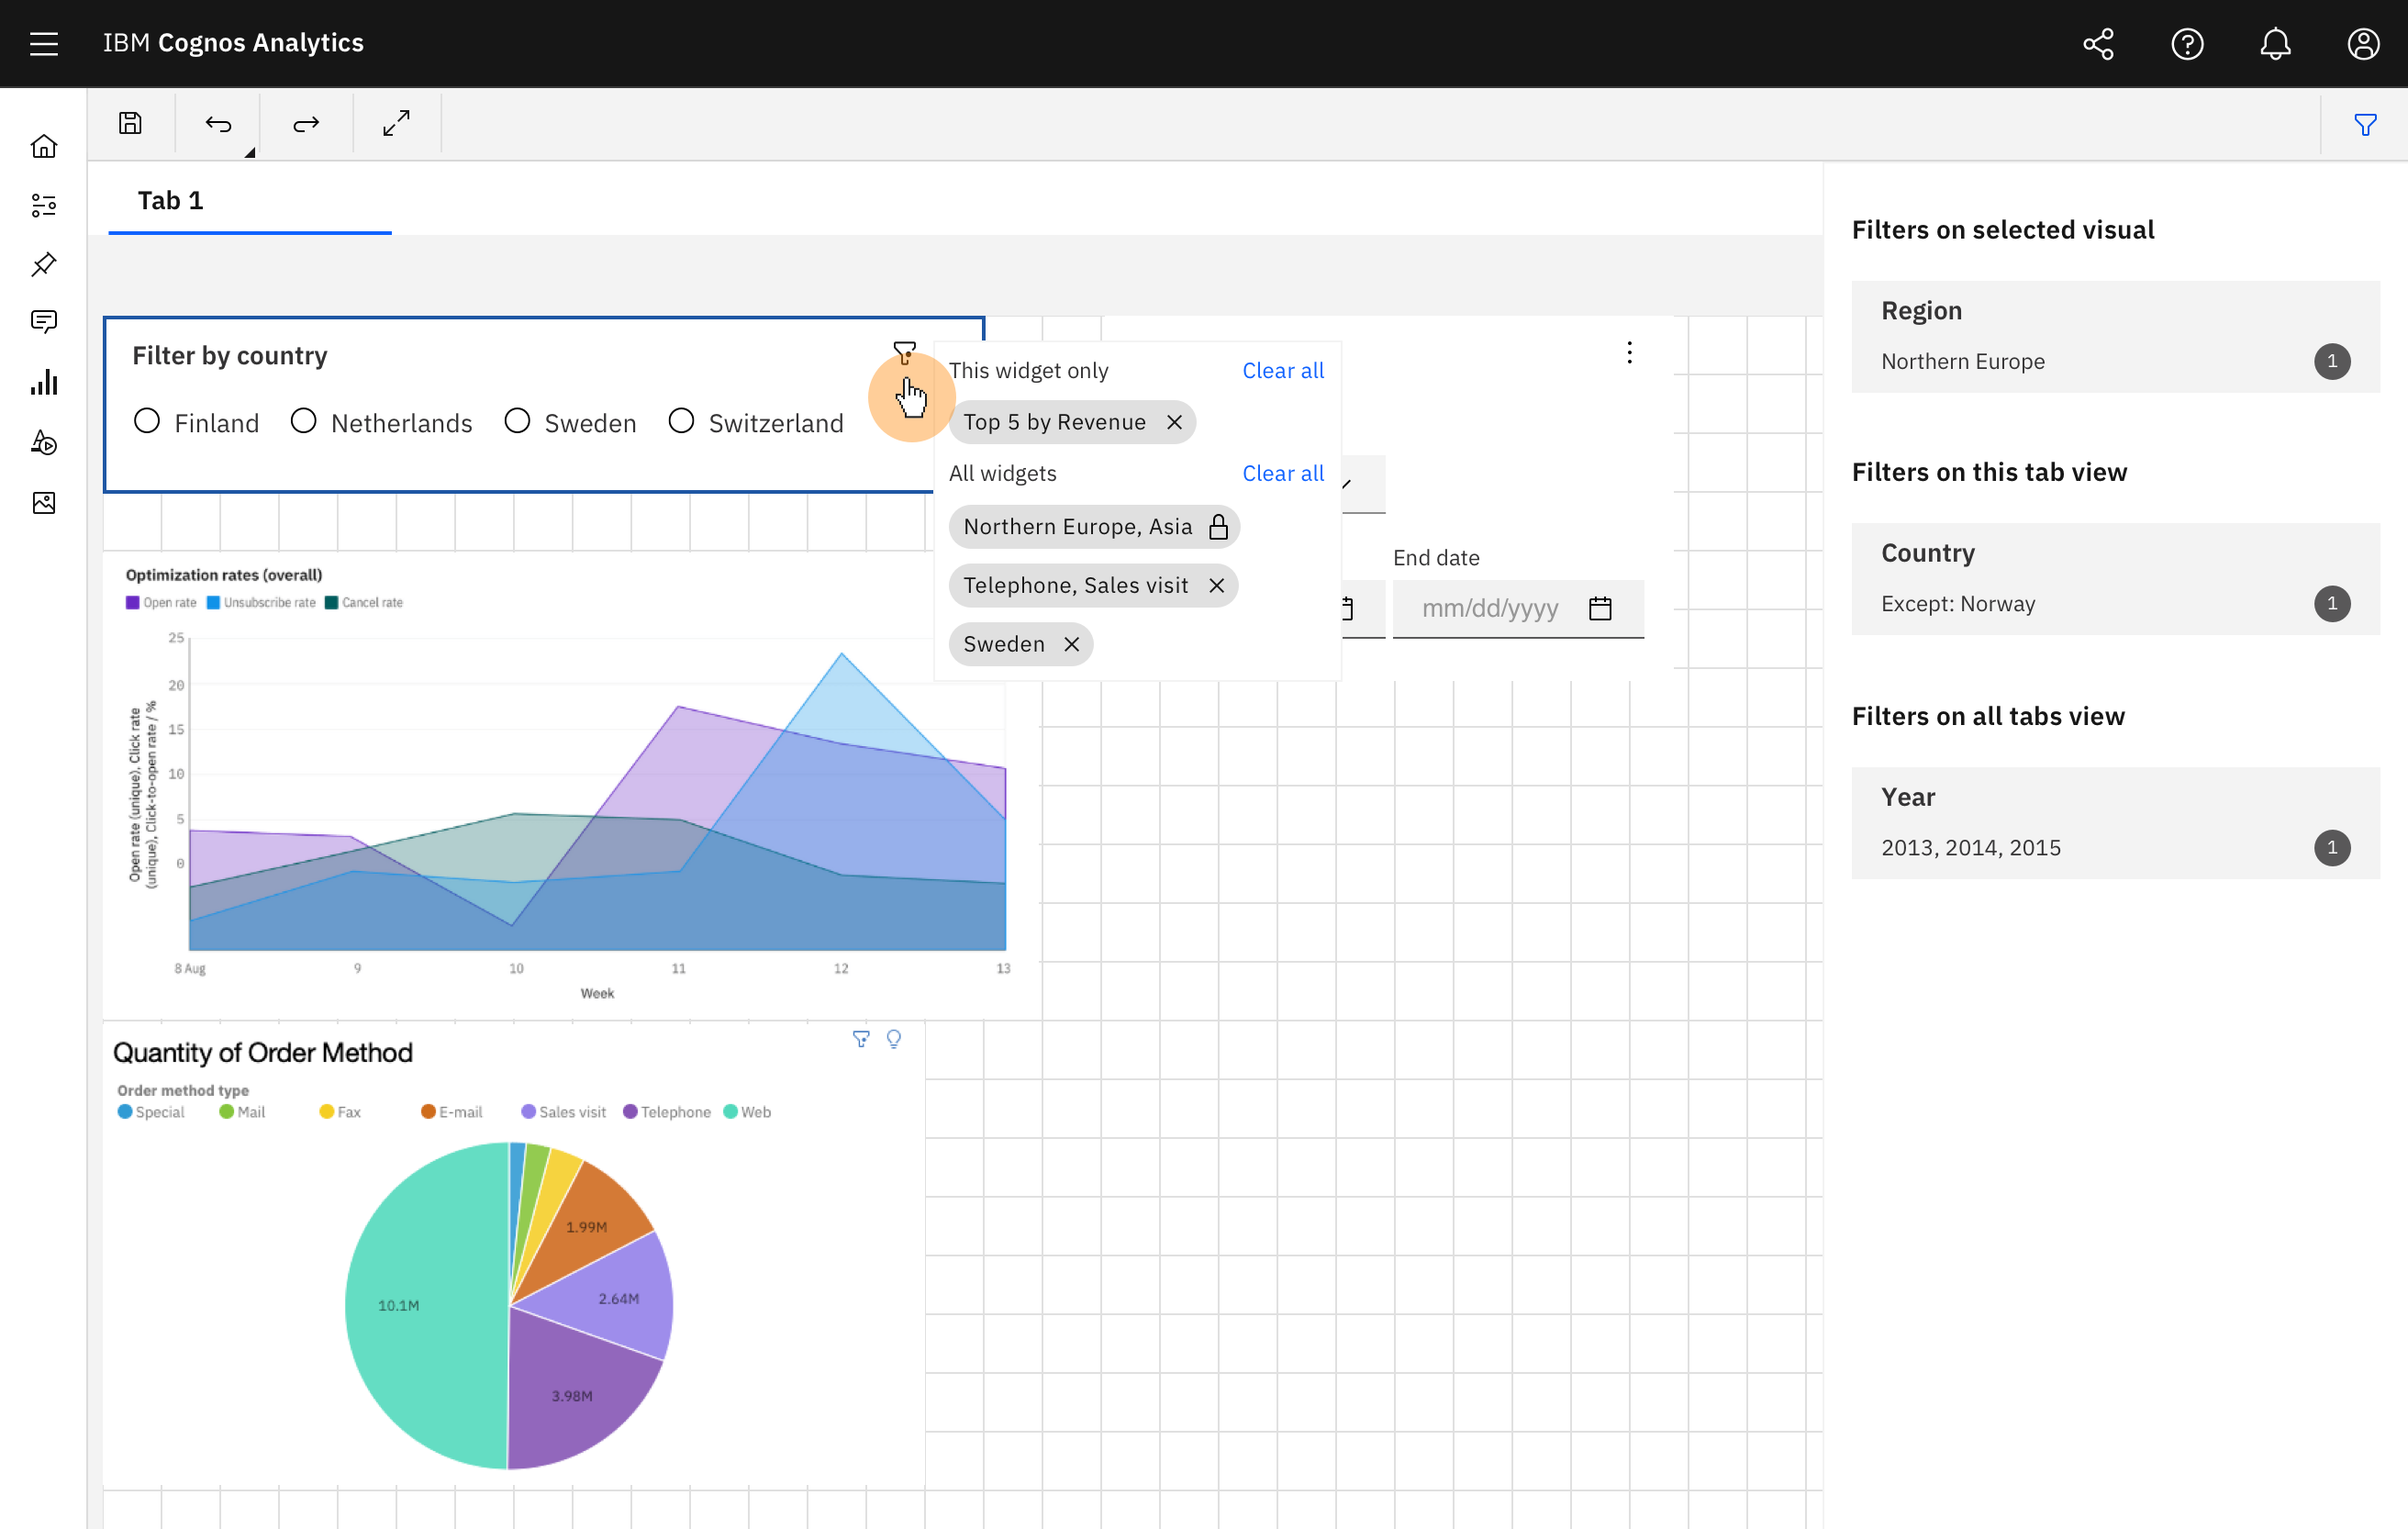 IBM Cognos Analytics
Tab 1
Filter by country
Finland Netherlands Sweden Switzerland
This widget only Clear all
Top 5 by Revenue
All widgets Clear all
Northern Europe, Asia
Telephone, Sales visit
Sweden
End date
mm/dd/yyyy
Optimization rates (overall)
Open rate Unsubscribe rate Cancel rate
Open rate (unique), Click rate
(unique), Click-to-open rate / %
25
20
15
10
5
0
8 Aug 9 10 11 12 13
Week
Quantity of Order Method
Order method type
Special Mail Fax E-mail Sales visit Telephone Web
1.99M
2.64M
10.1M
3.98M
Filters on selected visual
Region
Northern Europe 1
Filters on this tab view
Country
Except: Norway 1
Filters on all tabs view
Year
2013, 2014, 2015 1